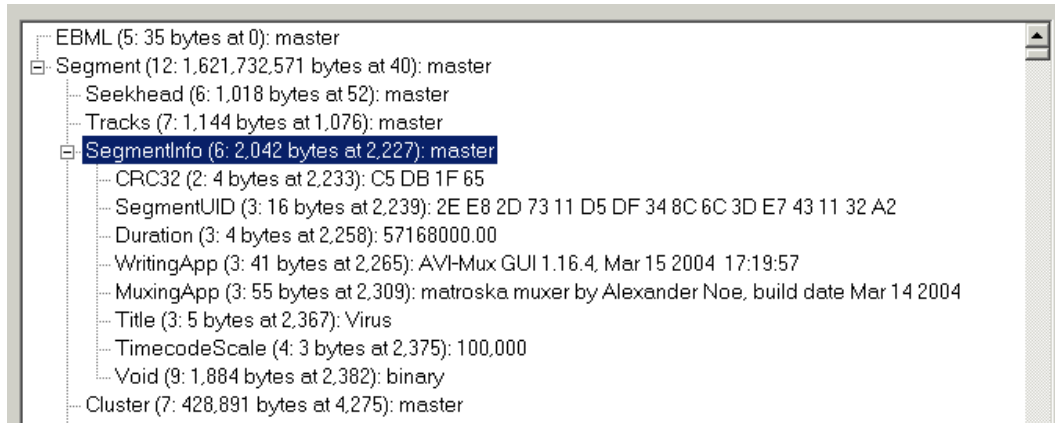 EBML (5: 35 bytes at 0): master
Segment (12: 1,621,732,571 bytes at 40): master
Seekhead (6: 1,018 bytes at 52): master
Tracks (7: 1,144 bytes at 1,076): master
SegmentInfo (6: 2,042 bytes at 2,227): master
CRC32 (2: 4 bytes at 2,233): C5 DB 1F 65
SegmentUID (3: 16 bytes at 2,239): 2E E8 2D 73 11 D5 DF 34 8C 6C 3D E7 43 11 32 A2
Duration (3: 4 bytes at 2,258): 57168000.00
WritingApp (3: 41 bytes at 2,265): AVI-Mux GUI 1.16.4, Mar 15 2004  17:19:57
MuxingApp (3: 55 bytes at 2,309): matroska muxer by Alexander Noe, build date Mar 14 2004
Title (3: 5 bytes at 2,367): Virus
TimecodeScale (4: 3 bytes at 2,375): 100,000
Void (9: 1,884 bytes at 2,382): binary
Cluster (7: 428,891 bytes at 4,275): master